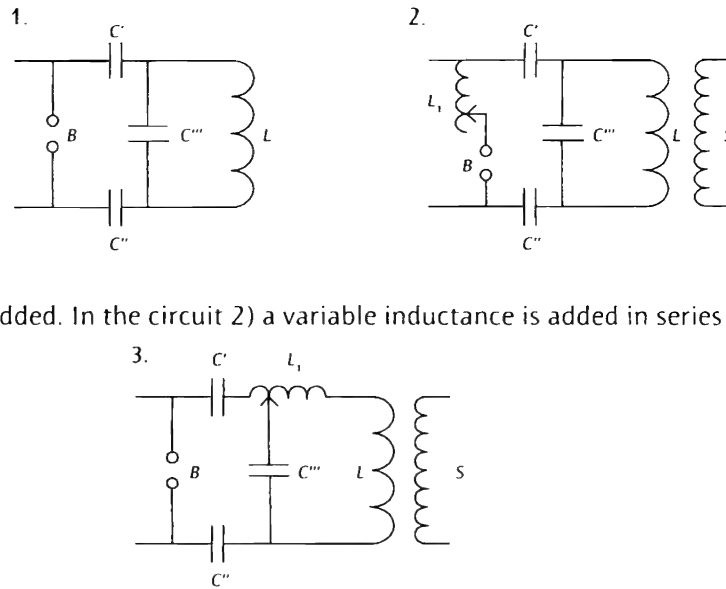 1.
C'
B
C'''
L
C''
2.
C'
L₁
B
C'''
L
C''
dded. In the circuit 2) a variable inductance is added in series
3.
C'
L₁
B
C'''
L
S
C''